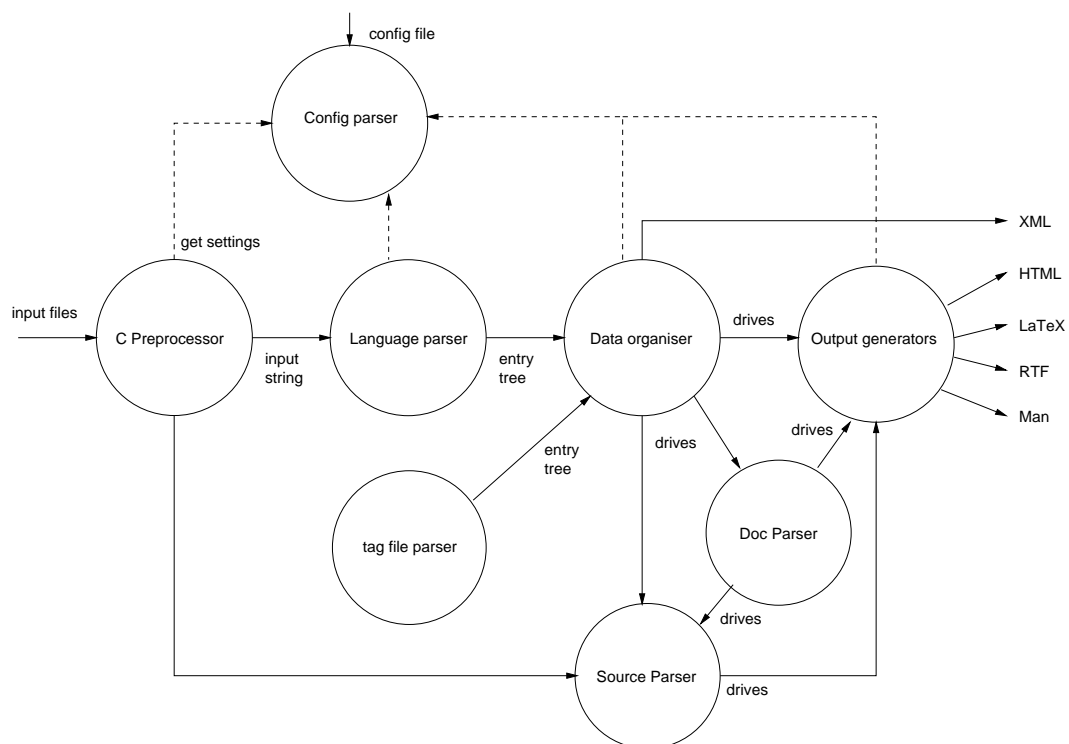 config file
Config parser
get settings
XML
HTML
input files
C Preprocessor
Language parser
Data organiser
drives
Output generators
LaTeX
RTF
Man
input
string
entry
tree
drives
drives
entry
tree
tag file parser
Doc Parser
drives
Source Parser
drives